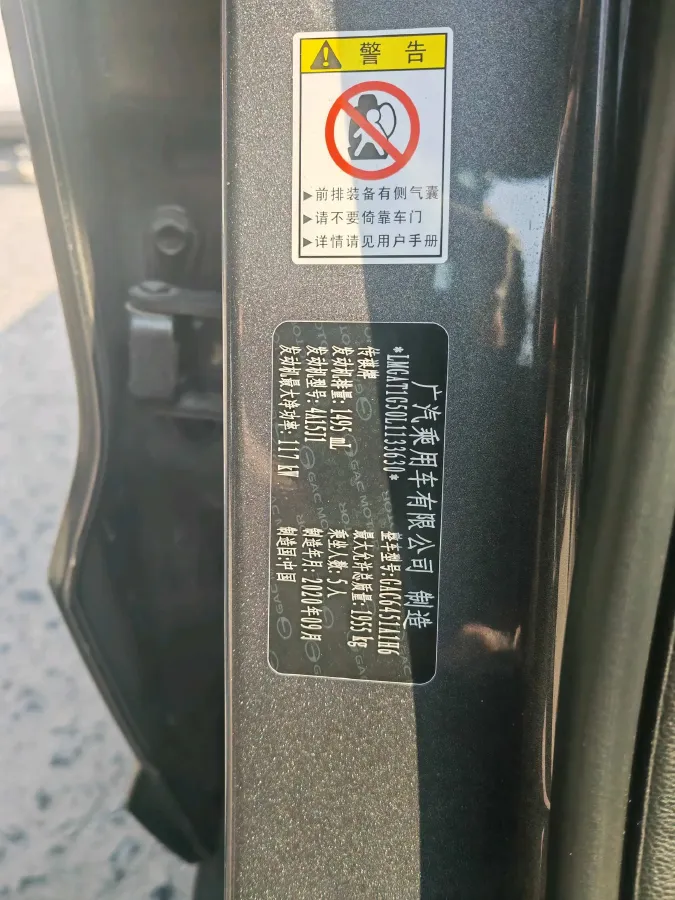 警 告
▶前排装备有侧气囊
▶请不要倚靠车门
▶详情请见用户手册
广汽乘用车有限公司 制造
*LMGAT1G50L1133630*
整车型号:GAC6451A1H6
传祺牌
最大允许总质量:1955 kg
发动机排量:1495 mL
乘坐人数:5人
发动机型号:4A15J1
制造年月:2020年09月
发动机最大净功率:117 kW
制造国:中国
GAC MOTOR